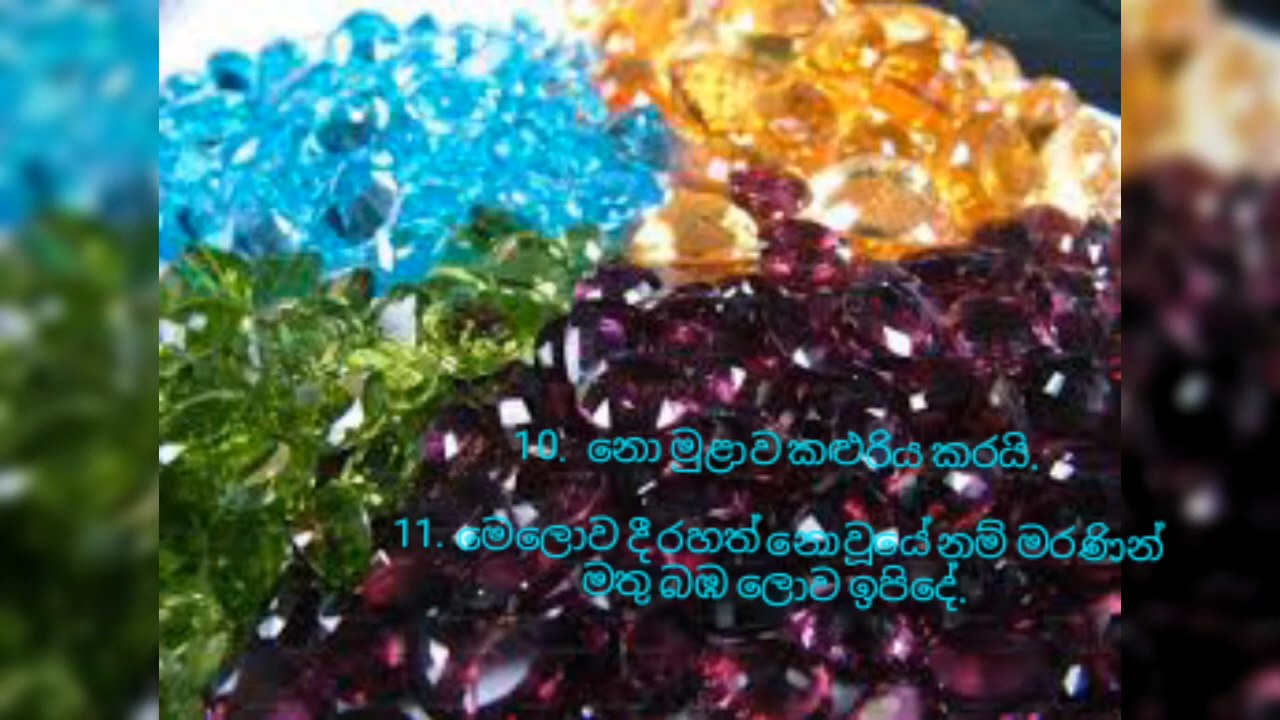 10. නො මුළාව කළුරිය කරයි.
11. මෙලොව දී රහත් නොවූයේ නම් මරණින්
මතු බඹ ලොව ඉපිදේ.